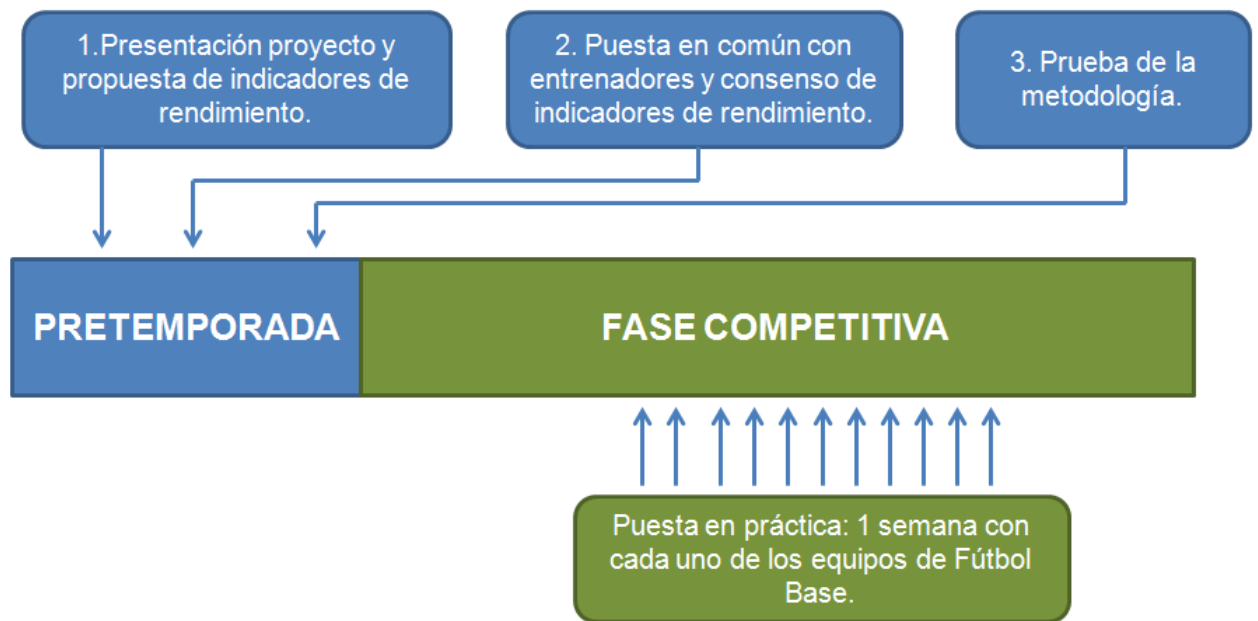 1.Presentación proyecto y
propuesta de indicadores de
rendimiento.
2. Puesta en común con
entrenadores y consenso de
indicadores de rendimiento.
3. Prueba de la
metodología.
PRETEMPORADA
FASE COMPETITIVA
Puesta en práctica: 1 semana con
cada uno de los equipos de Fútbol
Base.